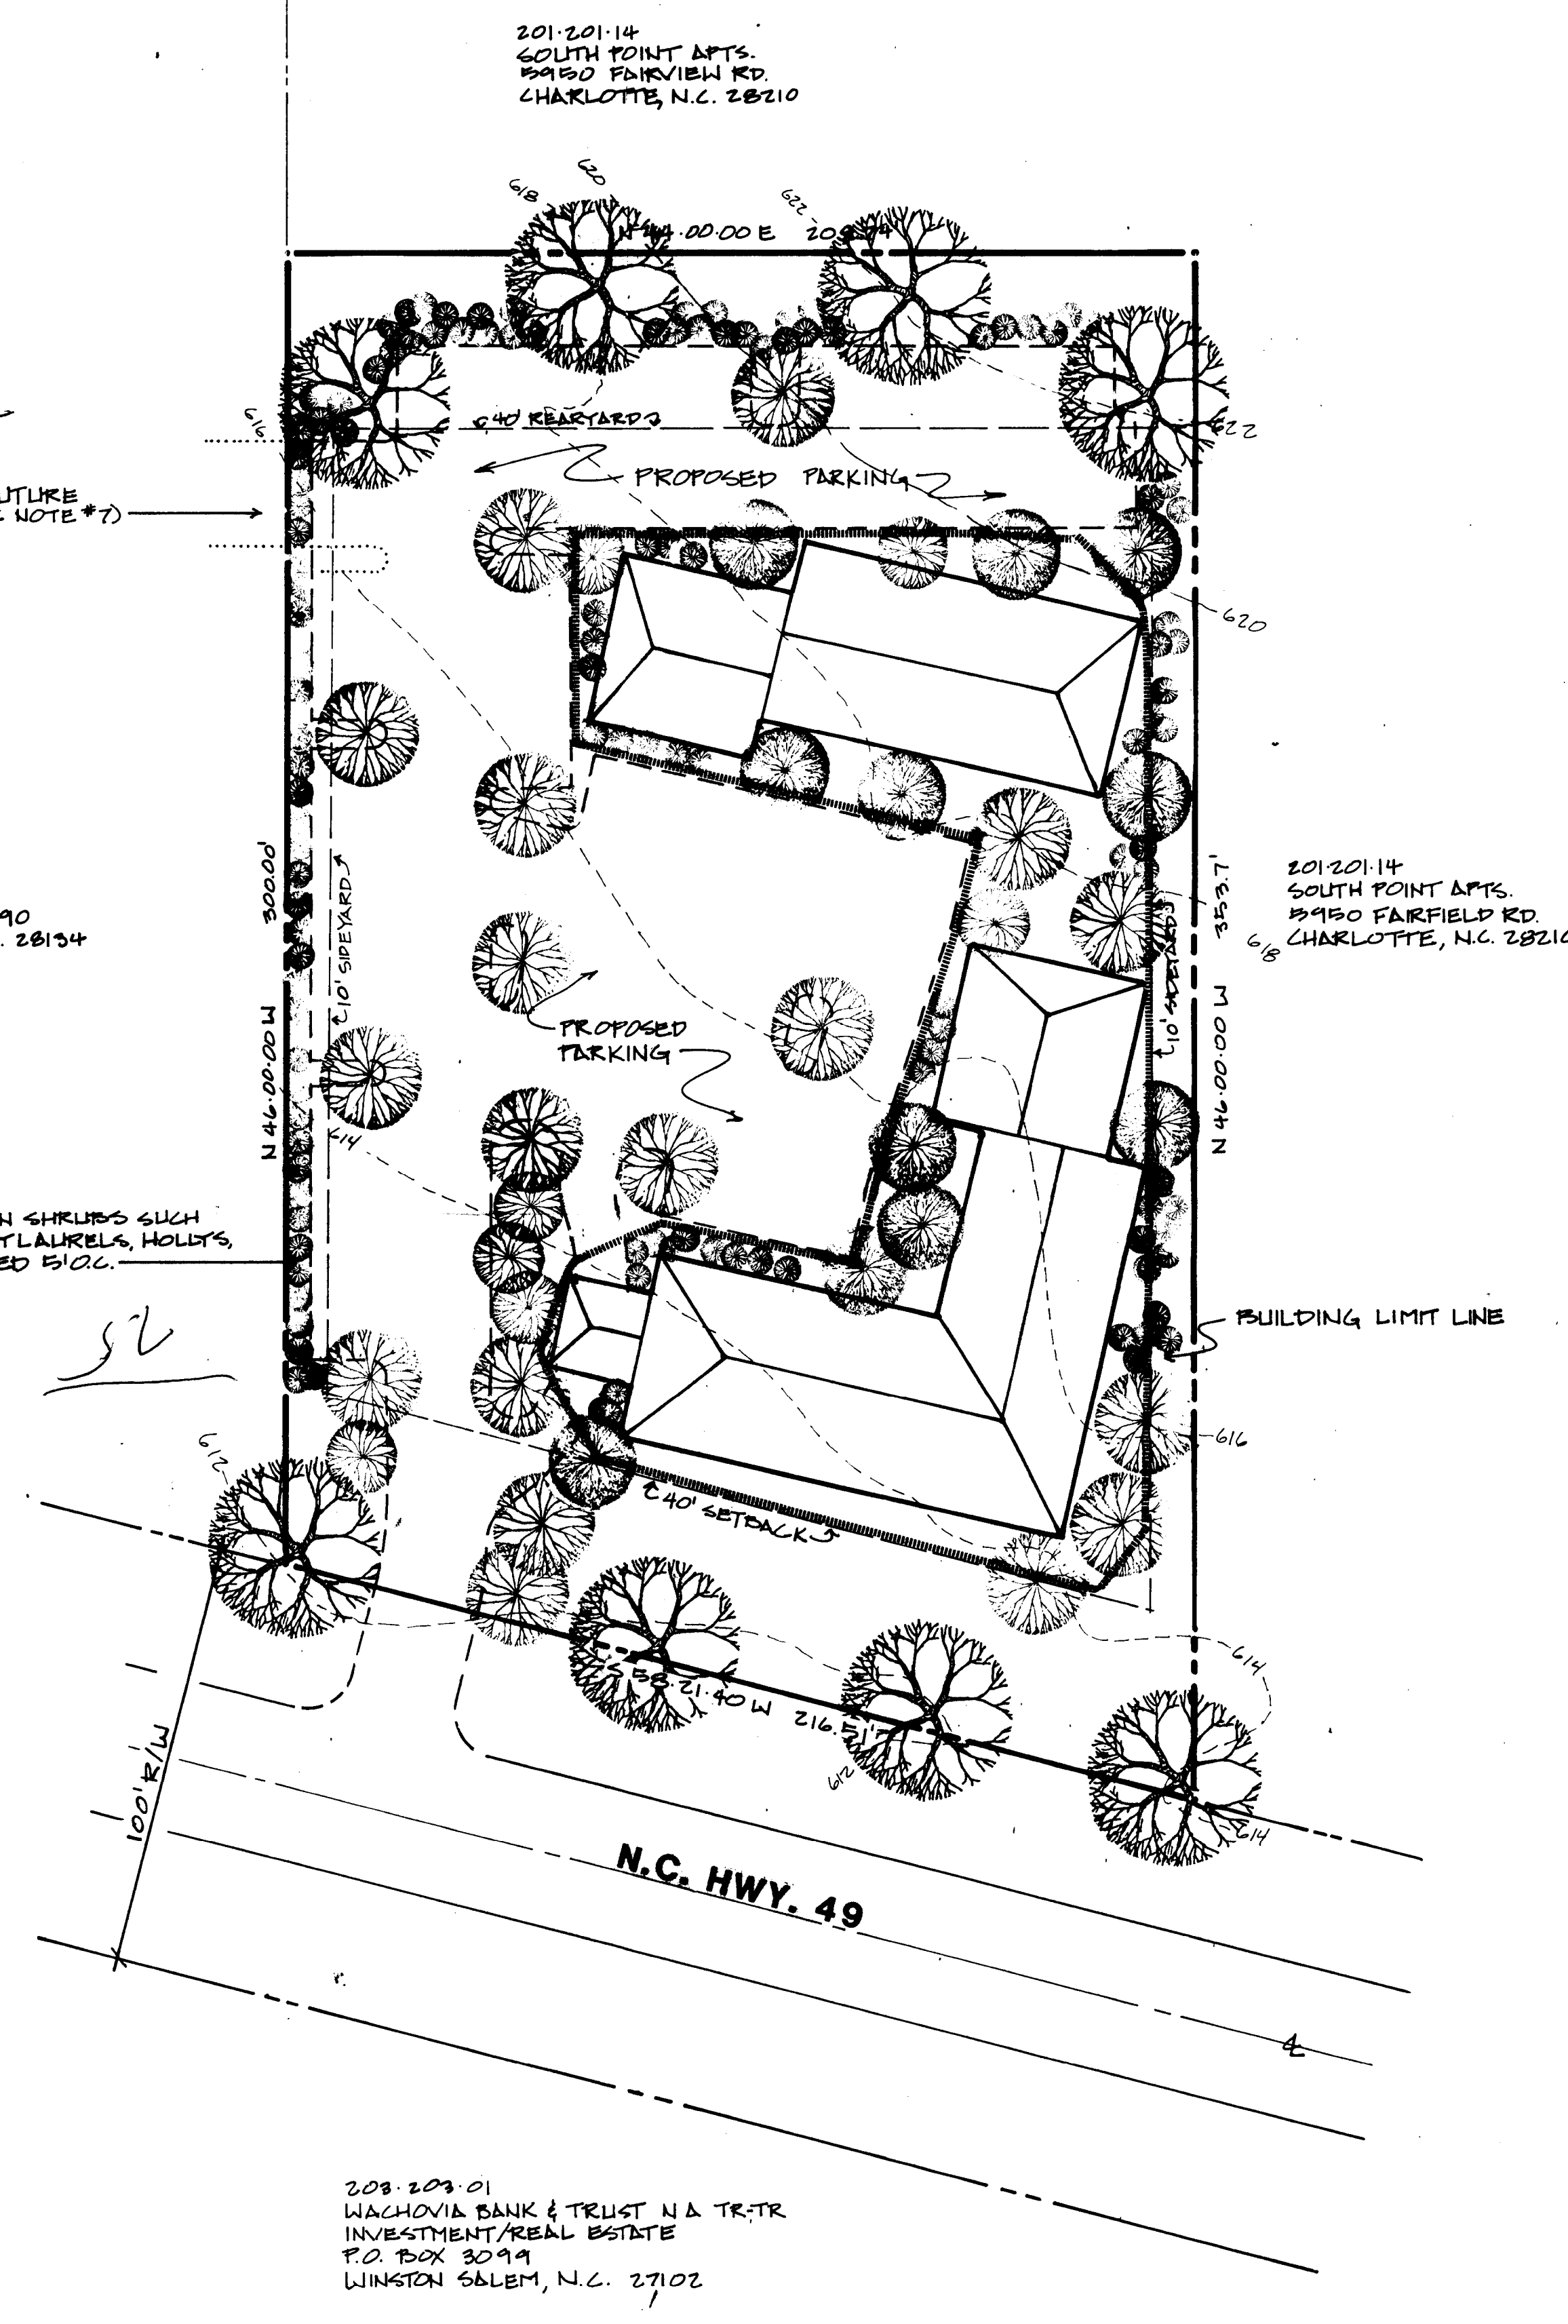 201·201·14
SOUTH POINT APTS.
5950 FAIRVIEW RD.
CHARLOTTE, N.C. 28210
620
618
622
N 44·00·00 E
616
40' REARYARD
622
PROPOSED PARKING
UTURE
NOTE #7)
620
300.00'
10' SIDEYARD
353.7'
201·201·14
SOUTH POINT APTS.
5950 FAIRFIELD RD.
CHARLOTTE, N.C. 2821
618
90
. 28134
10' SIDEYARD
PROPOSED
PARKING
N 46·00·00 W
N 46·00·00 W
614
N SHRUBS SUCH
T LAURELS, HOLLYS,
ED 5'O.C.
BUILDING LIMIT LINE
52
612
616
40' SETBACK
614
S 58·21·40 W 216.51'
612
614
100' R/W
N.C. HWY. 49
203·203·01
WACHOVIA BANK & TRUST N A TR-TR
INVESTMENT/REAL ESTATE
P.O. BOX 3099
WINSTON SALEM, N.C. 27102